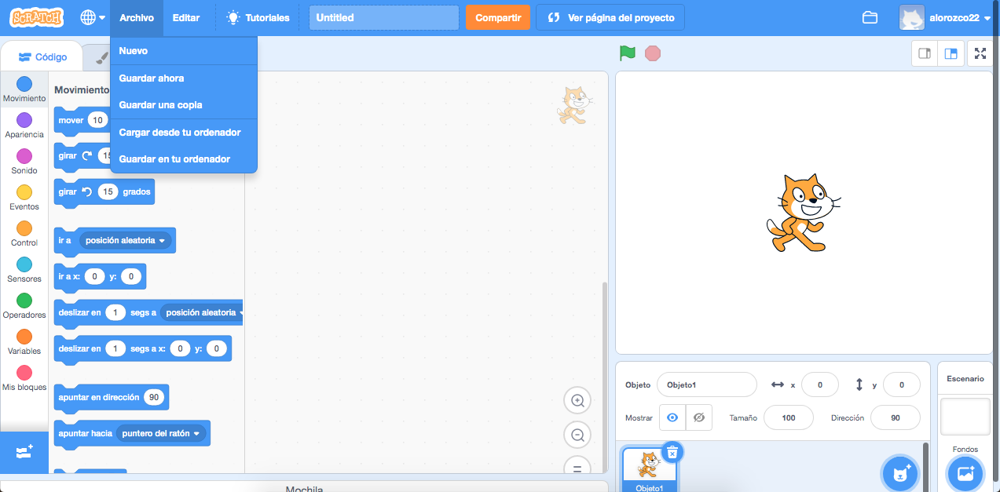 SCRATCH
Archivo
Editar
Tutoriales
Untitled
Compartir
Ver página del proyecto
alorozco22
Nuevo
Guardar ahora
Guardar una copia
Cargar desde tu ordenador
Guardar en tu ordenador
Código
Movimiento
Apariencia
Sonido
Eventos
Control
Sensores
Operadores
Variables
Mis bloques
Movimiento
mover 10
girar 15
girar 15 grados
ir a posición aleatoria
ir a x: 0 y: 0
deslizar en 1 segs a posición aleatoria
deslizar en 1 segs a x: 0 y: 0
apuntar en dirección 90
apuntar hacia puntero del ratón
Mochila
Objeto Objeto1 x 0 y 0
Mostrar Tamaño 100 Dirección 90
Objeto1
Escenario
Fondos